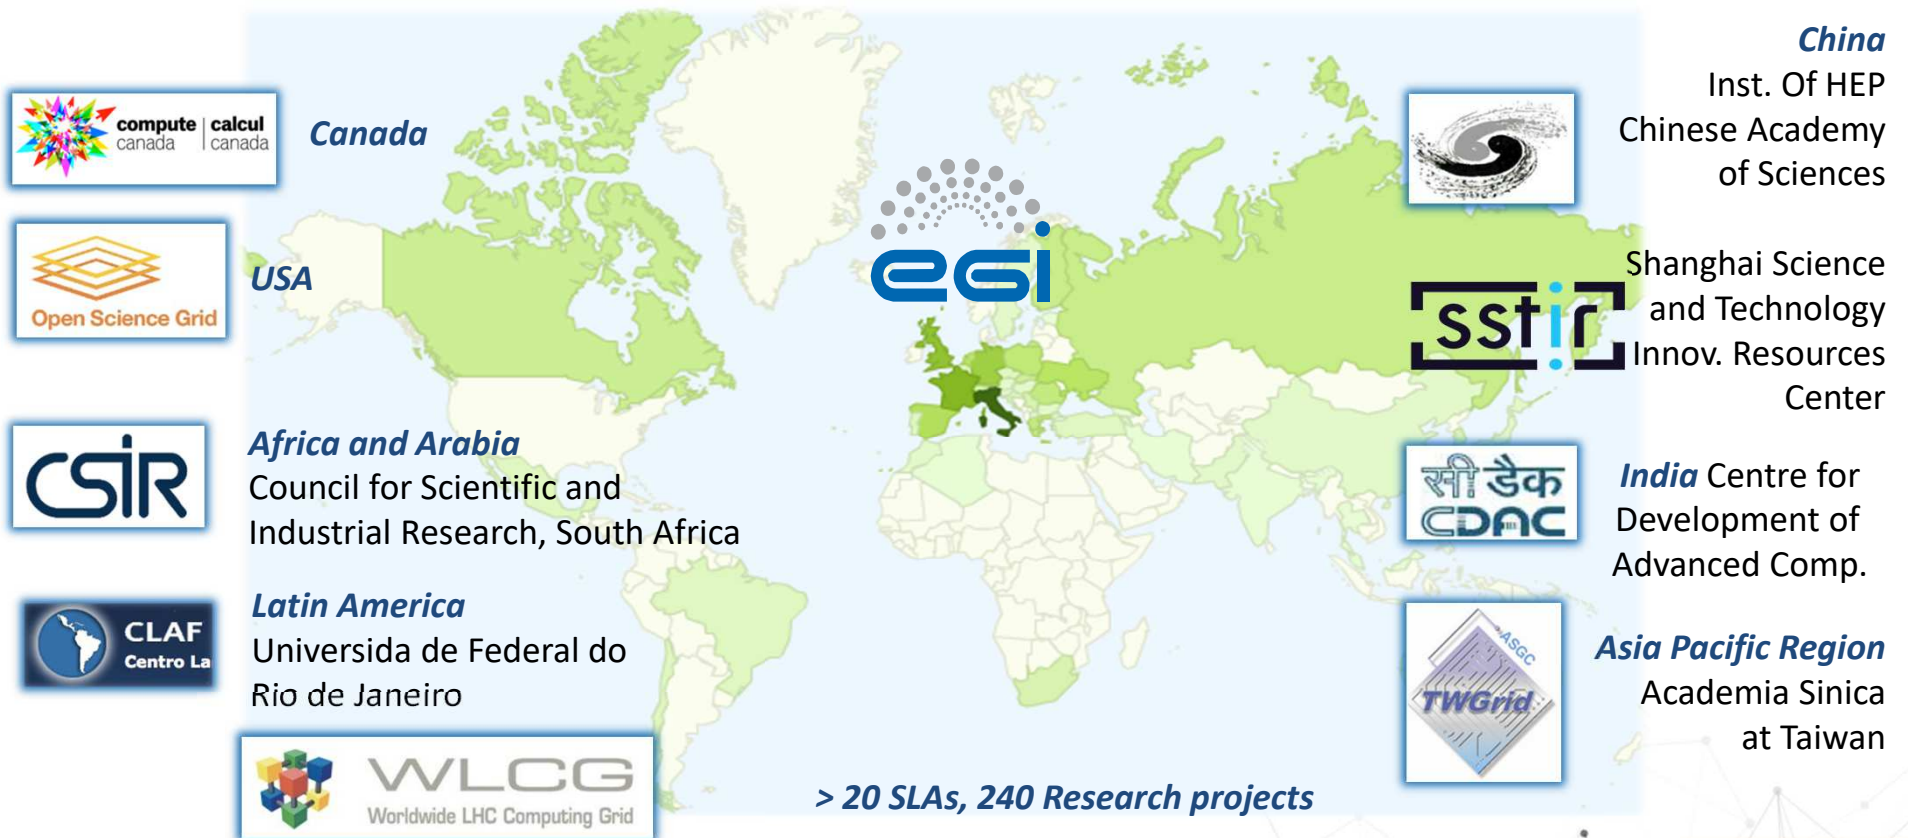 compute | calcul
canada | canada
Canada
Open Science Grid
USA
CSIR
Africa and Arabia
Council for Scientific and
Industrial Research, South Africa
CLAF
Centro La
Latin America
Universida de Federal do
Rio de Janeiro
WLCG
Worldwide LHC Computing Grid
egi
> 20 SLAs, 240 Research projects
China
Inst. Of HEP
Chinese Academy
of Sciences
sstir
Shanghai Science
and Technology
Innov. Resources
Center
सी डैक
CDAC
India Centre for
Development of
Advanced Comp.
ASGC
TWGrid
Asia Pacific Region
Academia Sinica
at Taiwan